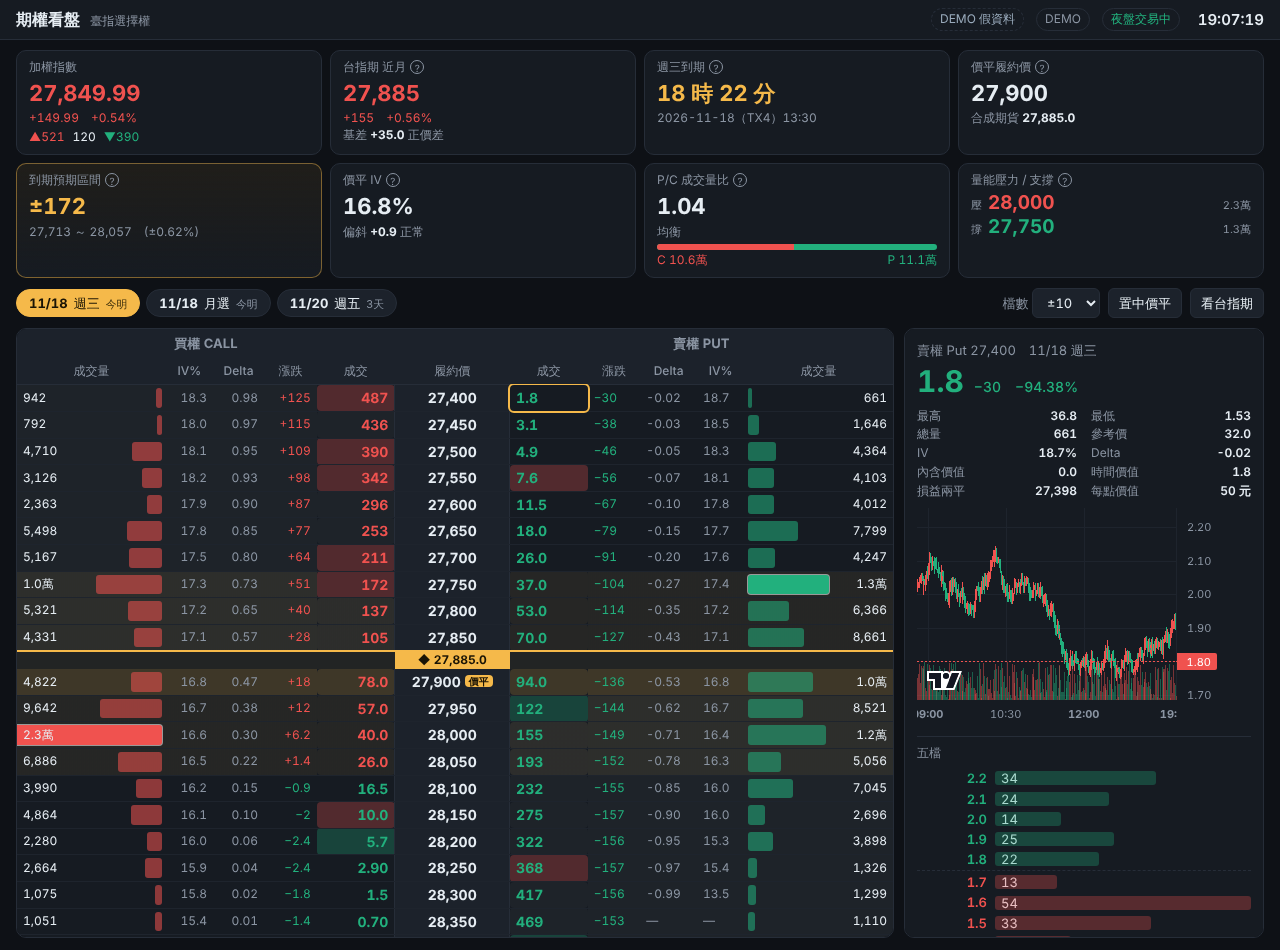 期權看盤 臺指選擇權 DEMO 假資料 DEMO 夜盤交易中 19:07:19
加權指數
27,849.99
+149.99 +0.54%
▲521 120 ▼390
台指期 近月 ?
27,885
+155 +0.56%
基差 +35.0 正價差
週三到期 ?
18 時 22 分
2026-11-18（TX4）13:30
價平履約價 ?
27,900
合成期貨 27,885.0
到期預期區間 ?
±172
27,713 ～ 28,057 (±0.62%)
價平 IV ?
16.8%
偏斜 +0.9 正常
P/C 成交量比 ?
1.04
均衡
C 10.6萬 P 11.1萬
量能壓力 / 支撐 ?
壓 28,000 2.3萬
撐 27,750 1.3萬
11/18 週三 今明 11/18 月選 今明 11/20 週五 3天 檔數 ±10 置中價平 看台指期
買權 CALL 賣權 PUT
成交量 IV% Delta 漲跌 成交 履約價 成交 漲跌 Delta IV% 成交量
942 18.3 0.98 +125 487 27,400 1.8 −30 -0.02 18.7 661
792 18.0 0.97 +115 436 27,450 3.1 −38 -0.03 18.5 1,646
4,710 18.1 0.95 +109 390 27,500 4.9 −46 -0.05 18.3 4,364
3,126 18.2 0.93 +98 342 27,550 7.6 −56 -0.07 18.1 4,103
2,363 17.9 0.90 +87 296 27,600 11.5 −67 -0.10 17.8 4,012
5,498 17.8 0.85 +77 253 27,650 18.0 −79 -0.15 17.7 7,799
5,167 17.5 0.80 +64 211 27,700 26.0 −91 -0.20 17.6 4,247
1.0萬 17.3 0.73 +51 172 27,750 37.0 −104 -0.27 17.4 1.3萬
5,321 17.2 0.65 +40 137 27,800 53.0 −114 -0.35 17.2 6,366
4,331 17.1 0.57 +28 105 27,850 70.0 −127 -0.43 17.1 8,661
◆ 27,885.0
4,822 16.8 0.47 +18 78.0 27,900 價平 94.0 −136 -0.53 16.8 1.0萬
9,642 16.7 0.38 +12 57.0 27,950 122 −144 -0.62 16.7 8,521
2.3萬 16.6 0.30 +6.2 40.0 28,000 155 −149 -0.71 16.4 1.2萬
6,886 16.5 0.22 +1.4 26.0 28,050 193 −152 -0.78 16.3 5,056
3,990 16.2 0.15 −0.9 16.5 28,100 232 −155 -0.85 16.0 7,045
4,864 16.1 0.10 −2 10.0 28,150 275 −157 -0.90 16.0 2,696
2,280 16.0 0.06 −2.4 5.7 28,200 322 −156 -0.95 15.3 3,898
2,664 15.9 0.04 −2.4 2.90 28,250 368 −157 -0.97 15.4 1,326
1,075 15.8 0.02 −1.8 1.5 28,300 417 −156 -0.99 13.5 1,299
1,051 15.4 0.01 −1.4 0.70 28,350 469 −153 — — 1,110
賣權 Put 27,400 11/18 週三
1.8 −30 −94.38%
最高 36.8 最低 1.53
總量 661 參考價 32.0
IV 18.7% Delta -0.02
內含價值 0.0 時間價值 1.8
損益兩平 27,398 每點價值 50 元
2.20
2.10
2.00
1.90
1.80
1.70
9:00 10:30 12:00 19:
五檔
2.2 34
2.1 24
2.0 14
1.9 25
1.8 22
1.7 13
1.6 54
1.5 33